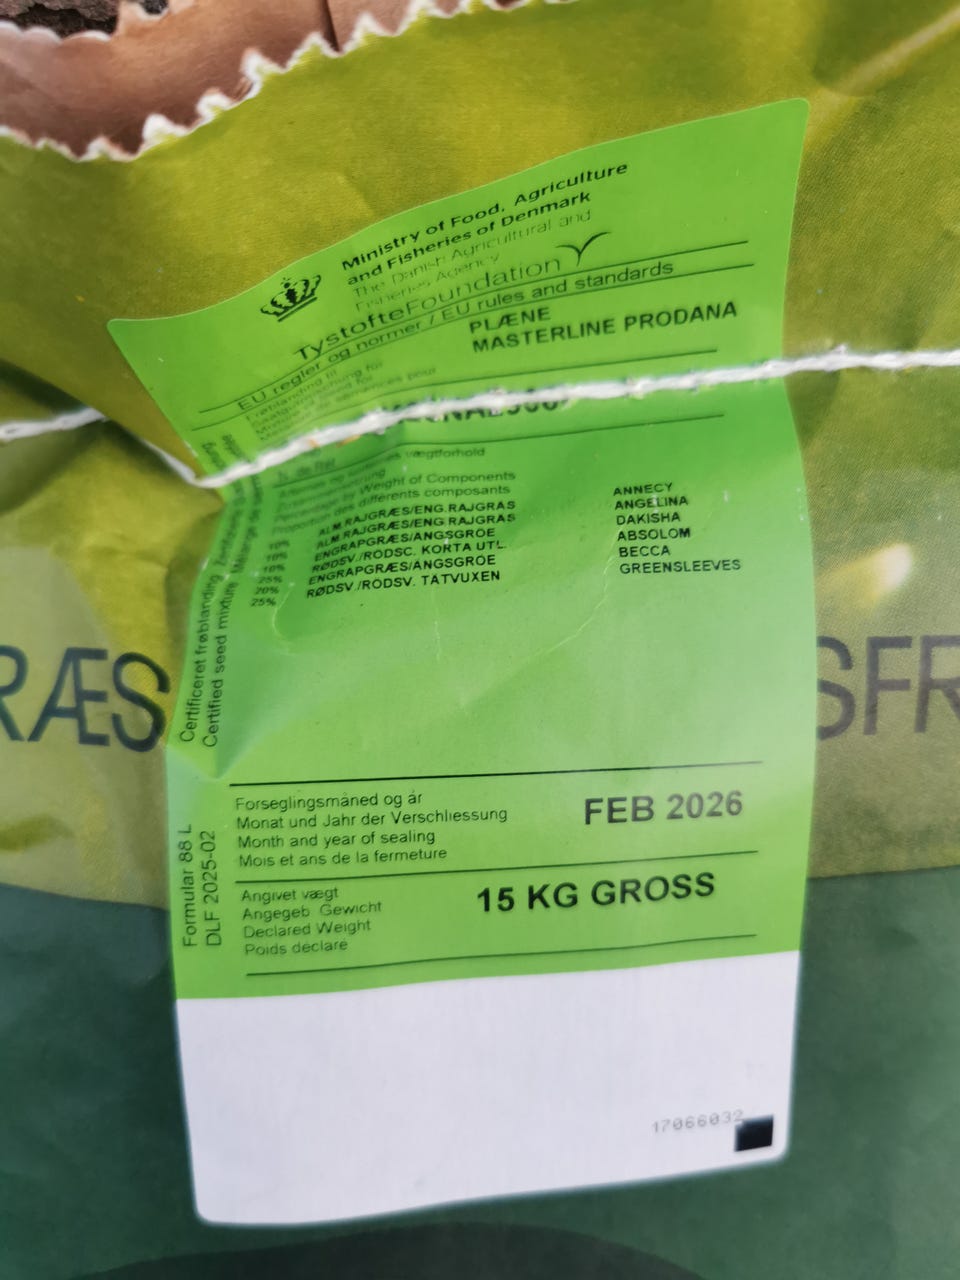 Ministry of Food, Agriculture
and Fisheries of Denmark
The Danish Agricultural and
Fisheries Agency
TystofteFoundation
EU regler og normer / EU rules and standards
PLÆNE
MASTERLINE PRODANA
vægtforhold
Percentage by Weight of Components
Proportion des differents composants
10% ALM.RAJGRÆS/ENG.RAJGRAS ANNECY
10% ALM.RAJGRÆS/ENG.RAJGRAS ANGELINA
10% ENGRAPGRÆS/ANGSGROE DAKISHA
25% RØDSV./RODSC. KORTA UTL. ABSOLOM
20% ENGRAPGRÆS/ANGSGROE BECCA
25% RØDSV./RODSV. TATVUXEN GREENSLEEVES
Certificeret frøblanding
Certified seed mixture
Forseglingsmåned og år
Monat und Jahr der Verschliessung
Month and year of sealing
Mois et ans de la fermeture
FEB 2026
Angivet vægt
Angegeb. Gewicht
Declared Weight
Poids declare
15 KG GROSS
Formular 88 L
DLF 2025-02
RÆS
SFR
17066032